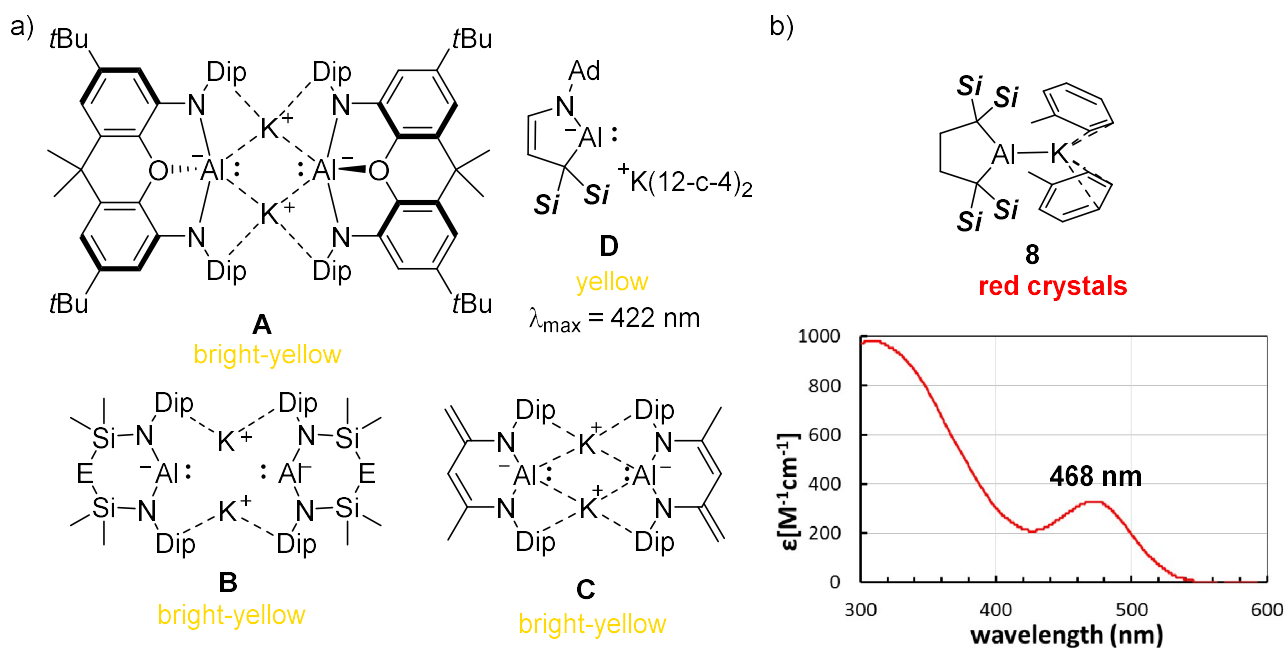 a)
tBu
tBu
Dip
Dip
N
N
K+
O
Al−
:
:
Al−
O
K+
N
N
Dip
Dip
tBu
tBu
A
bright-yellow
Ad
N
−Al:
Si
Si
+K(12-c-4)2
D
yellow
λmax = 422 nm
Dip
Dip
Si
N
K+
N
Si
E
−Al:
:Al−
E
Si
N
K+
N
Si
Dip
Dip
B
bright-yellow
Dip
Dip
N
K+
N
−Al:
:Al−
N
K+
N
Dip
Dip
C
bright-yellow
b)
Si
Si
Al
K
Si
Si
8
red crystals
1000
800
600
400
200
0
ε[M-1cm-1]
468 nm
300
400
500
600
wavelength (nm)